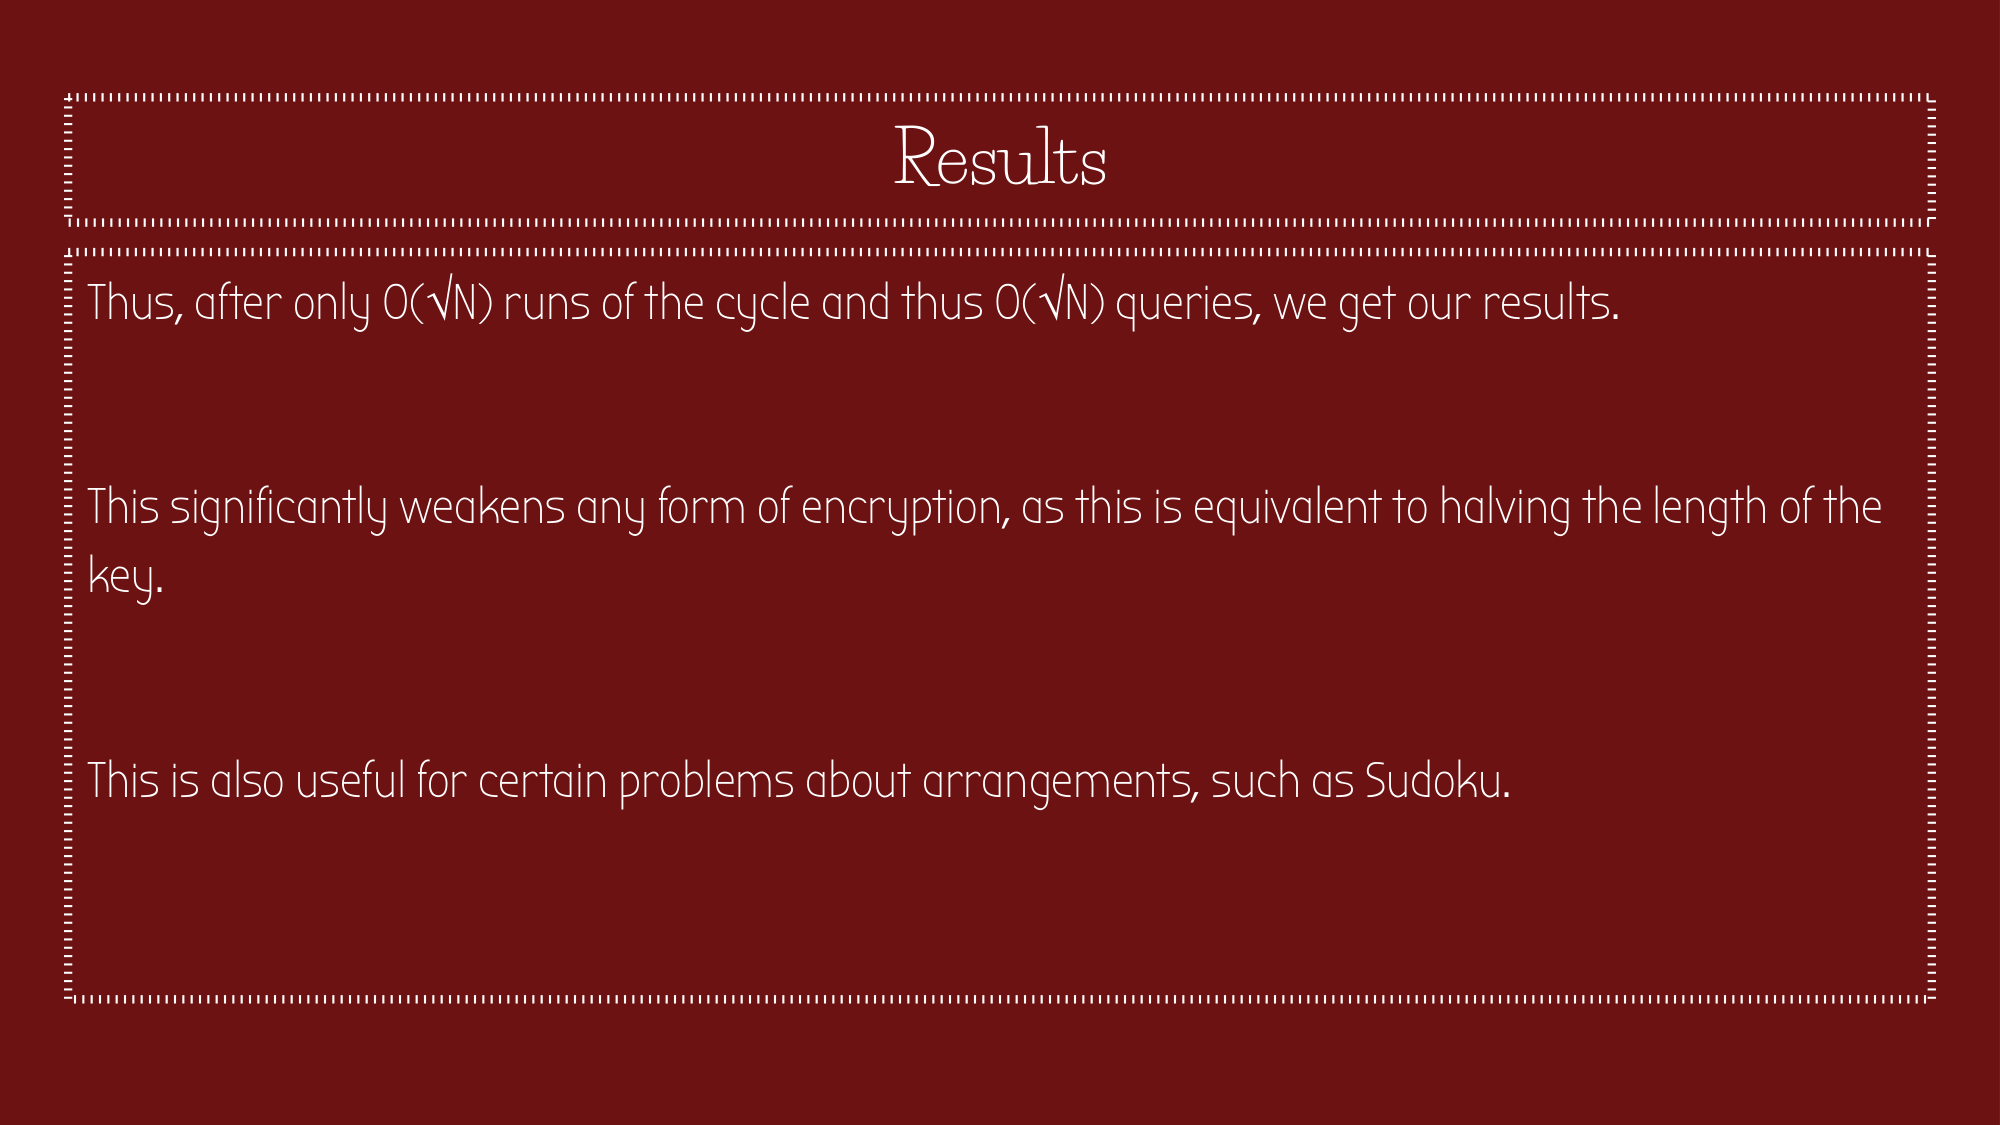 Results
Thus, after only O(√N) runs of the cycle and thus O(√N) queries, we get our results.
This significantly weakens any form of encryption, as this is equivalent to halving the length of the
key.
This is also useful for certain problems about arrangements, such as Sudoku.